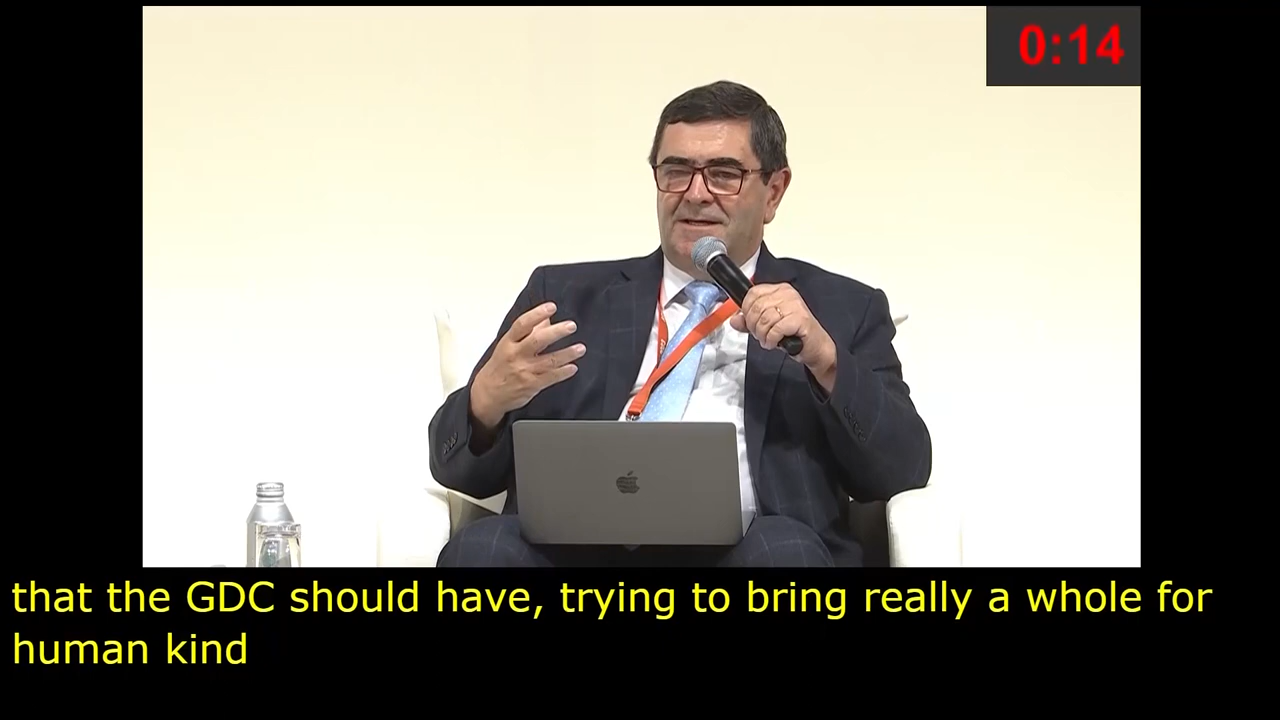 0:14
that the GDC should have, trying to bring really a whole for
human kind